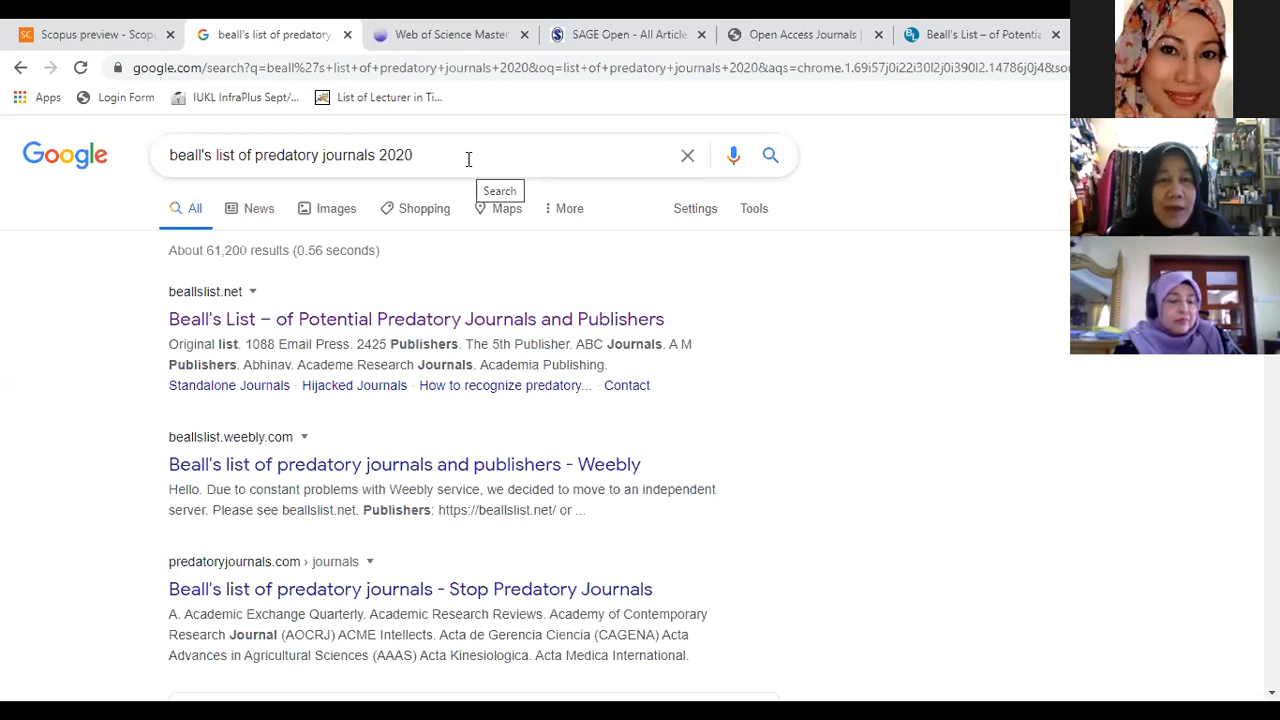 Scopus preview - Scop
beall's list of predatory
Web of Science Master
SAGE Open - All Article
Open Access Journals |
Beall's List – of Potentia
google.com/search?q=beall%27s+list+of+predatory+journals+2020&oq=list+of+predatory+journals+2020&aqs=chrome.1.69i57j0i22i30l2j0i390l2.14786j0j4&so
Apps
Login Form
IUKL InfraPlus Sept/...
List of Lecturer in Ti...
Google
beall's list of predatory journals 2020
Search
All
News
Images
Shopping
Maps
More
Settings
Tools
About 61,200 results (0.56 seconds)
beallslist.net
Beall's List – of Potential Predatory Journals and Publishers
Original list. 1088 Email Press. 2425 Publishers. The 5th Publisher. ABC Journals. A M
Publishers. Abhinav. Academe Research Journals. Academia Publishing.
Standalone Journals · Hijacked Journals · How to recognize predatory... · Contact
beallslist.weebly.com
Beall's list of predatory journals and publishers - Weebly
Hello. Due to constant problems with Weebly service, we decided to move to an independent
server. Please see beallslist.net. Publishers: https://beallslist.net/ or ...
predatoryjournals.com › journals
Beall's list of predatory journals - Stop Predatory Journals
A. Academic Exchange Quarterly. Academic Research Reviews. Academy of Contemporary
Research Journal (AOCRJ) ACME Intellects. Acta de Gerencia Ciencia (CAGENA) Acta
Advances in Agricultural Sciences (AAAS) Acta Kinesiologica. Acta Medica International.